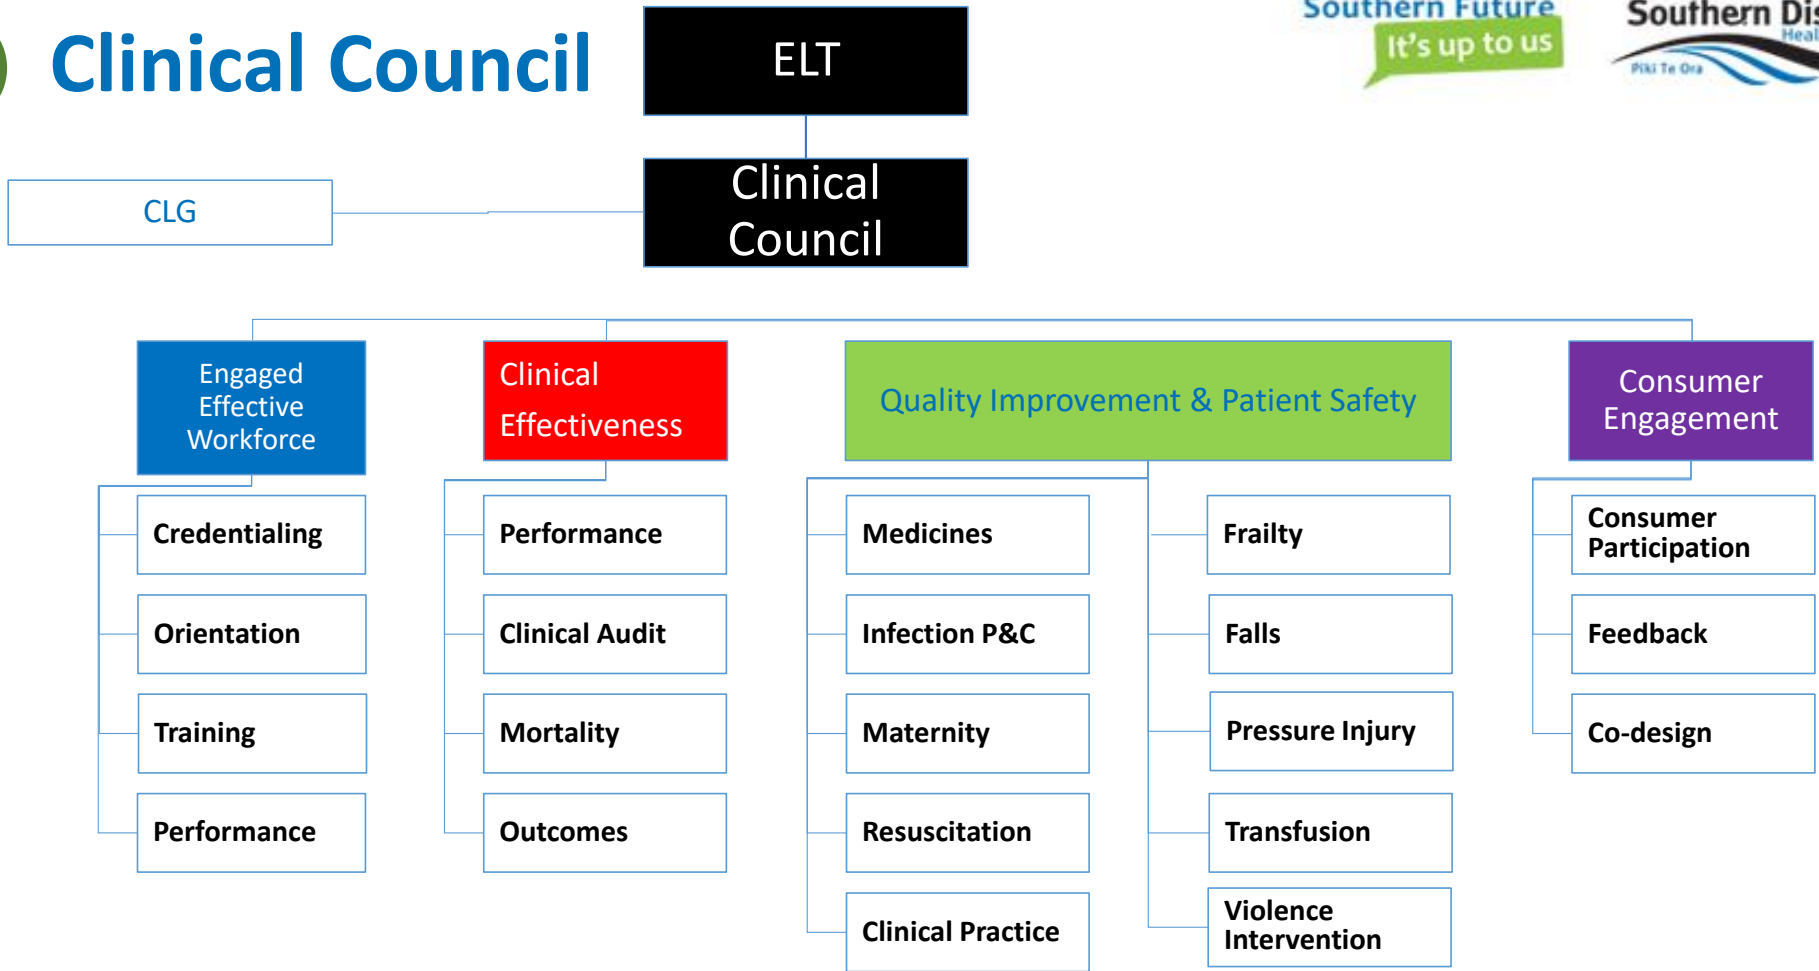 Clinical Council
ELT
Southern Future
It's up to us
Southern
Piki Te Ora
CLG
Clinical
Council
Engaged
Effective
Workforce
Clinical
Effectiveness
Quality Improvement & Patient Safety
Consumer
Engagement
Credentialing
Orientation
Training
Performance
Performance
Clinical Audit
Mortality
Outcomes
Medicines
Infection P&C
Maternity
Resuscitation
Clinical Practice
Frailty
Falls
Pressure Injury
Transfusion
Violence
Intervention
Consumer
Participation
Feedback
Co-design